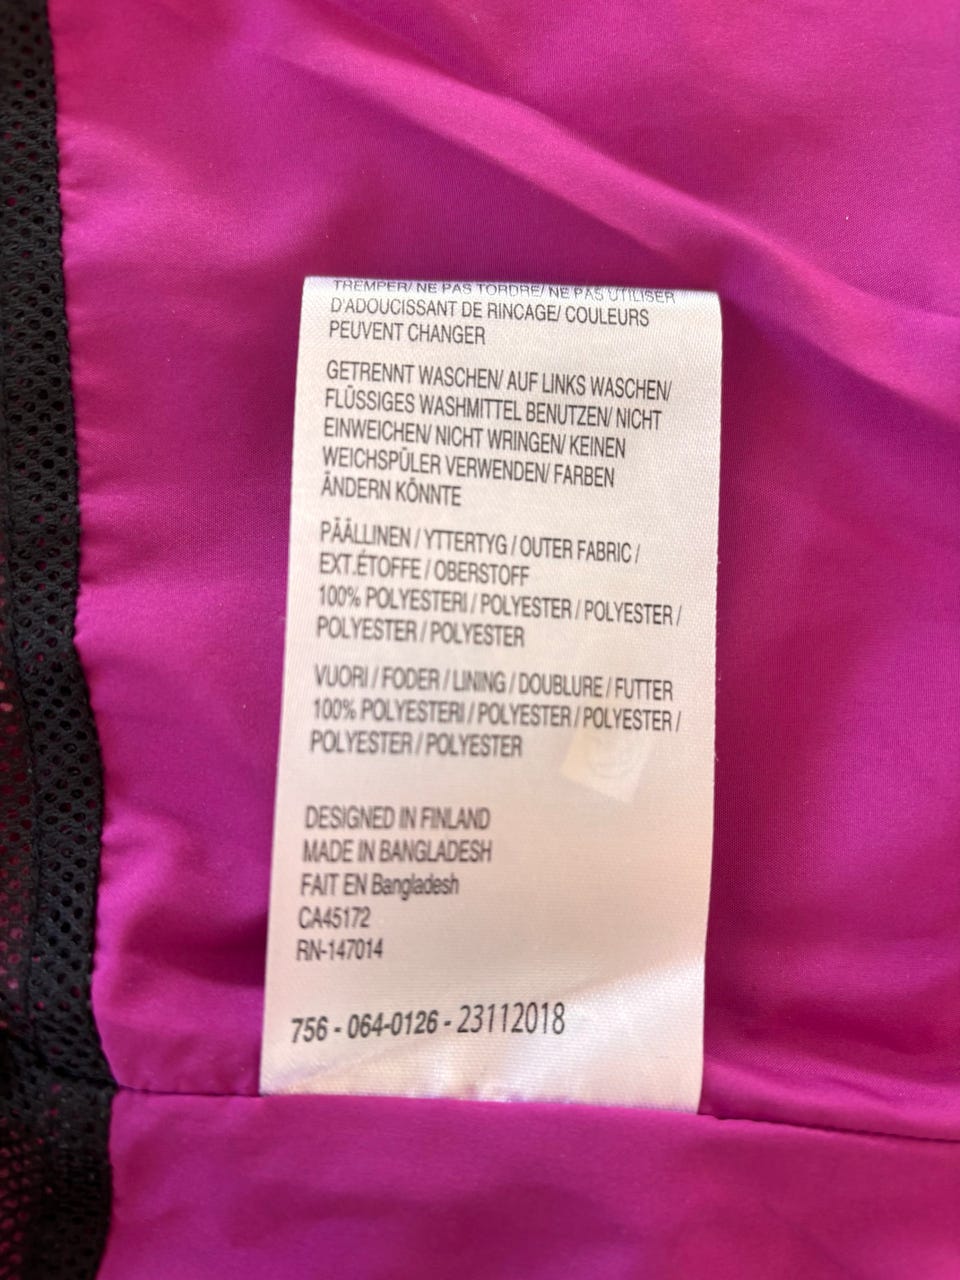 TREMPER/ NE PAS TORDRE/ NE PAS UTILISER
D'ADOUCISSANT DE RINCAGE/ COULEURS
PEUVENT CHANGER
GETRENNT WASCHEN/ AUF LINKS WASCHEN/
FLÜSSIGES WASHMITTEL BENUTZEN/ NICHT
EINWEICHEN/ NICHT WRINGEN/ KEINEN
WEICHSPÜLER VERWENDEN/ FARBEN
ÄNDERN KÖNNTE
PÄÄLLINEN / YTTERTYG / OUTER FABRIC /
EXT.ÉTOFFE / OBERSTOFF
100% POLYESTERI / POLYESTER / POLYESTER /
POLYESTER / POLYESTER
VUORI / FODER / LINING / DOUBLURE / FUTTER
100% POLYESTERI / POLYESTER / POLYESTER /
POLYESTER / POLYESTER
DESIGNED IN FINLAND
MADE IN BANGLADESH
FAIT EN Bangladesh
CA45172
RN-147014
756 - 064-0126 - 23112018